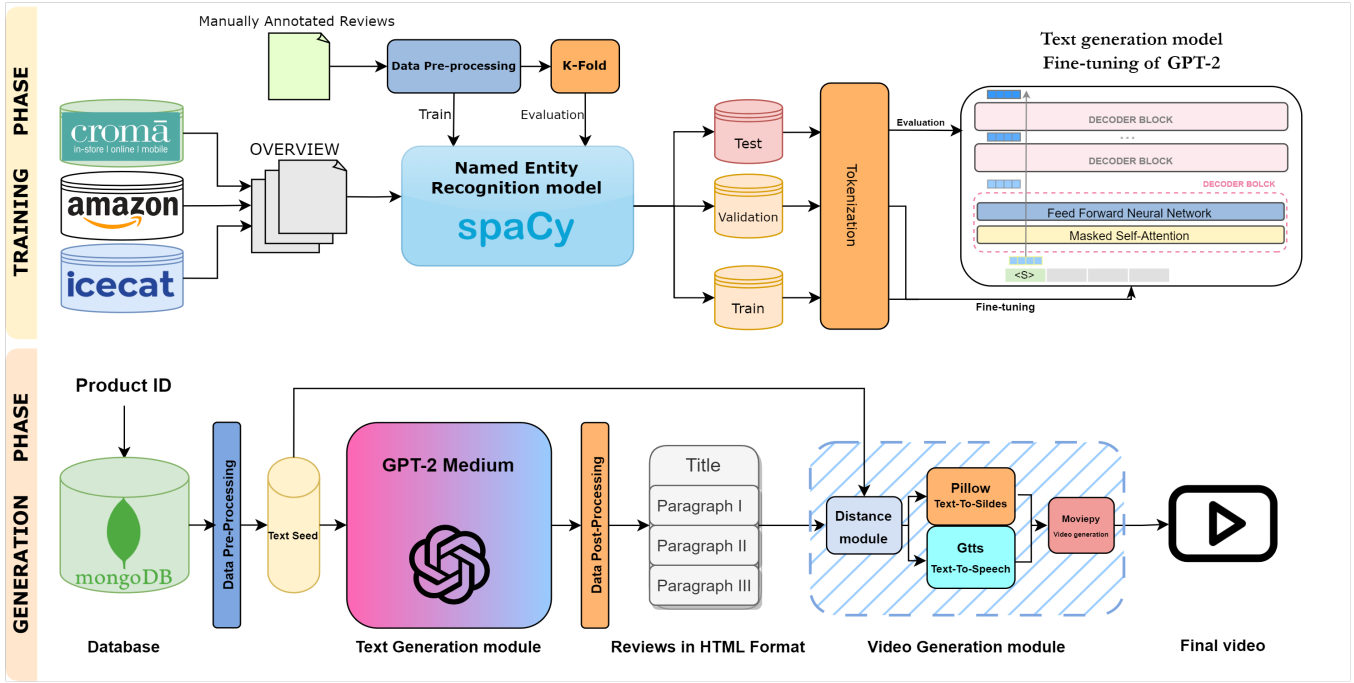 TRAINING PHASE
Manually Annotated Reviews
Data Pre-processing
K-Fold
Train
Evaluation
cromā
in-store | online | mobile
amazon
icecat
OVERVIEW
Named Entity
Recognition model
spaCy
Test
Validation
Train
Tokenization
Evaluation
Fine-tuning
Text generation model
Fine-tuning of GPT-2
DECODER BLOCK
...
DECODER BLOCK
DECODER BOLCK
Feed Forward Neural Network
Masked Self-Attention
<S>
GENERATION PHASE
Product ID
mongoDB
Database
Data Pre-Processing
Text Seed
GPT-2 Medium
Text Generation module
Data Post-Processing
Title
Paragraph I
Paragraph II
Paragraph III
Reviews in HTML Format
Distance
module
Pillow
Text-To-Sildes
Gtts
Text-To-Speech
Moviepy
Video generation
Video Generation module
Final video